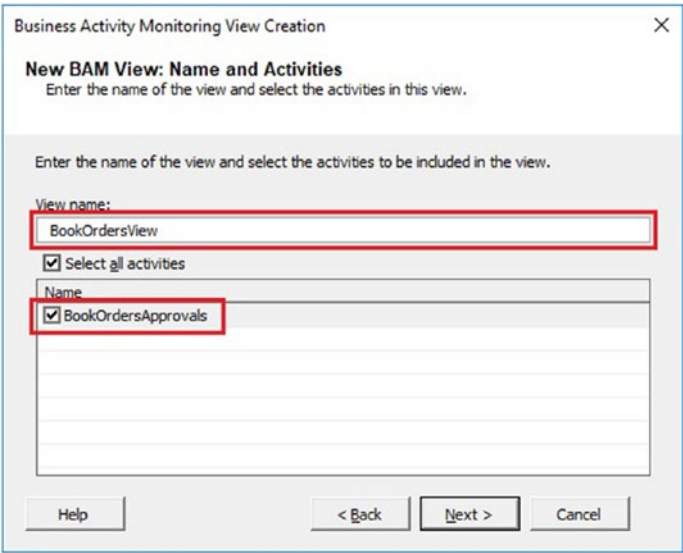 Business Activity Monitoring View Creation
New BAM View: Name and Activities
Enter the name of the view and select the activities in this view.
Enter the name of the view and select the activities to be included in the view.
View name:
BookOrdersView
Select all activities
Name
BookOrdersApprovals
Help
< Back
Next >
Cancel